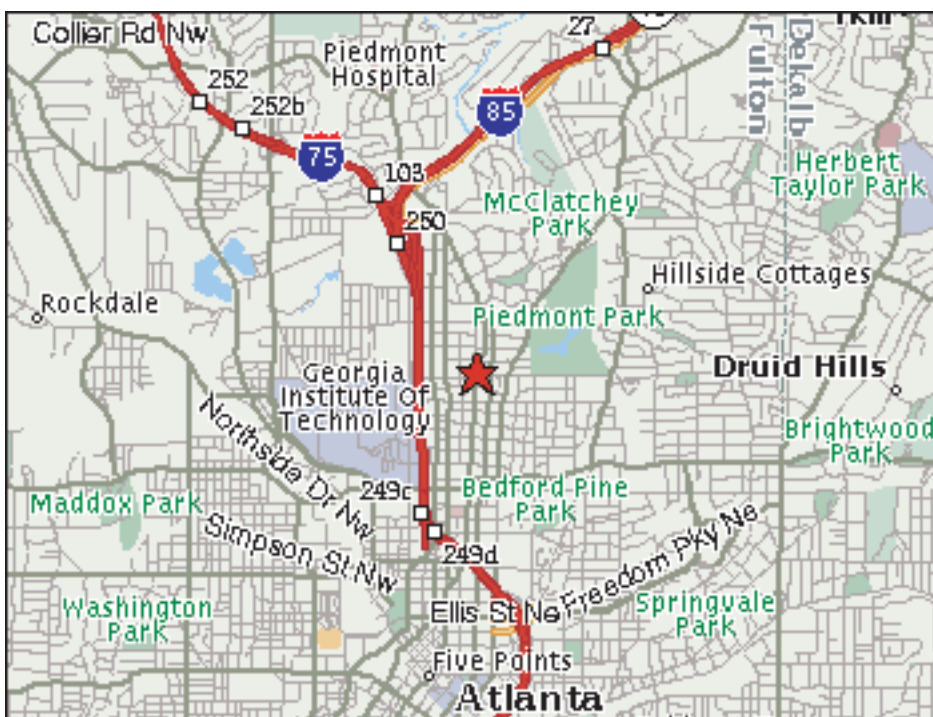 Collier Rd Nw
Piedmont
Hospital
27
252
252b
85
75
Dekalb
Fulton
Herbert
Taylor Park
103
McClatchey
Park
250
Hillside Cottages
Rockdale
Piedmont Park
Georgia
Institute Of
Technology
Druid Hills
Northside Dr Nw
Brightwood
Park
Maddox Park
249c
Bedford Pine
Park
Simpson St Nw
249d
Freedom Pky Ne
Washington
Park
Ellis St Ne
Springvale
Park
Five Points
Atlanta